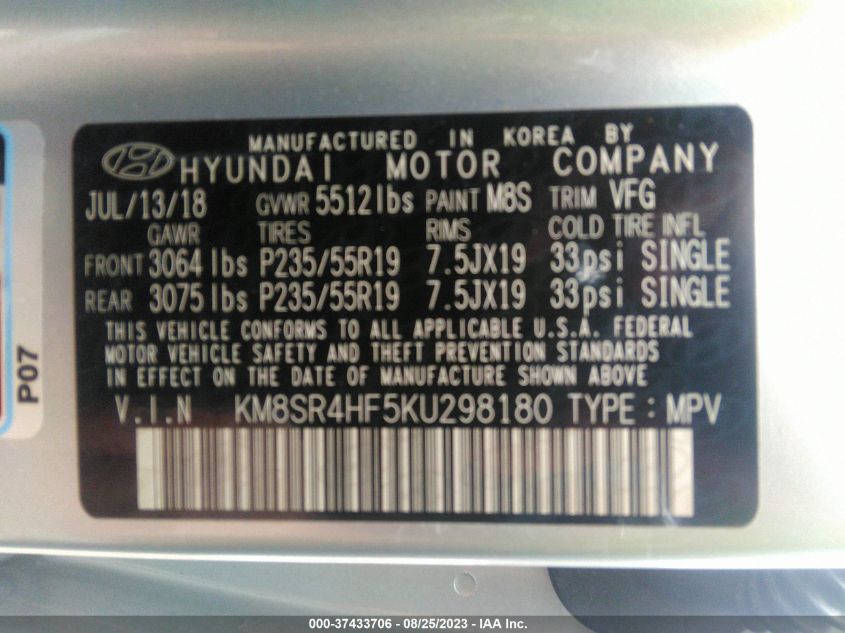 MANUFACTURED IN KOREA BY
HYUNDAI MOTOR COMPANY
JUL/13/18 GVWR 5512lbs PAINT M8S TRIM VFG
GAWR TIRES RIMS COLD TIRE INFL
FRONT 3064 lbs P235/55R19 7.5JX19 33psi SINGLE
REAR 3075 lbs P235/55R19 7.5JX19 33psi SINGLE
THIS VEHICLE CONFORMS TO ALL APPLICABLE U.S.A. FEDERAL
MOTOR VEHICLE SAFETY AND THEFT PREVENTION STANDARDS
IN EFFECT ON THE DATE OF MANUFACTURE SHOWN ABOVE
V.I.N KM8SR4HF5KU298180 TYPE : MPV
P07
000-37433706 - 08/25/2023 - IAA Inc.